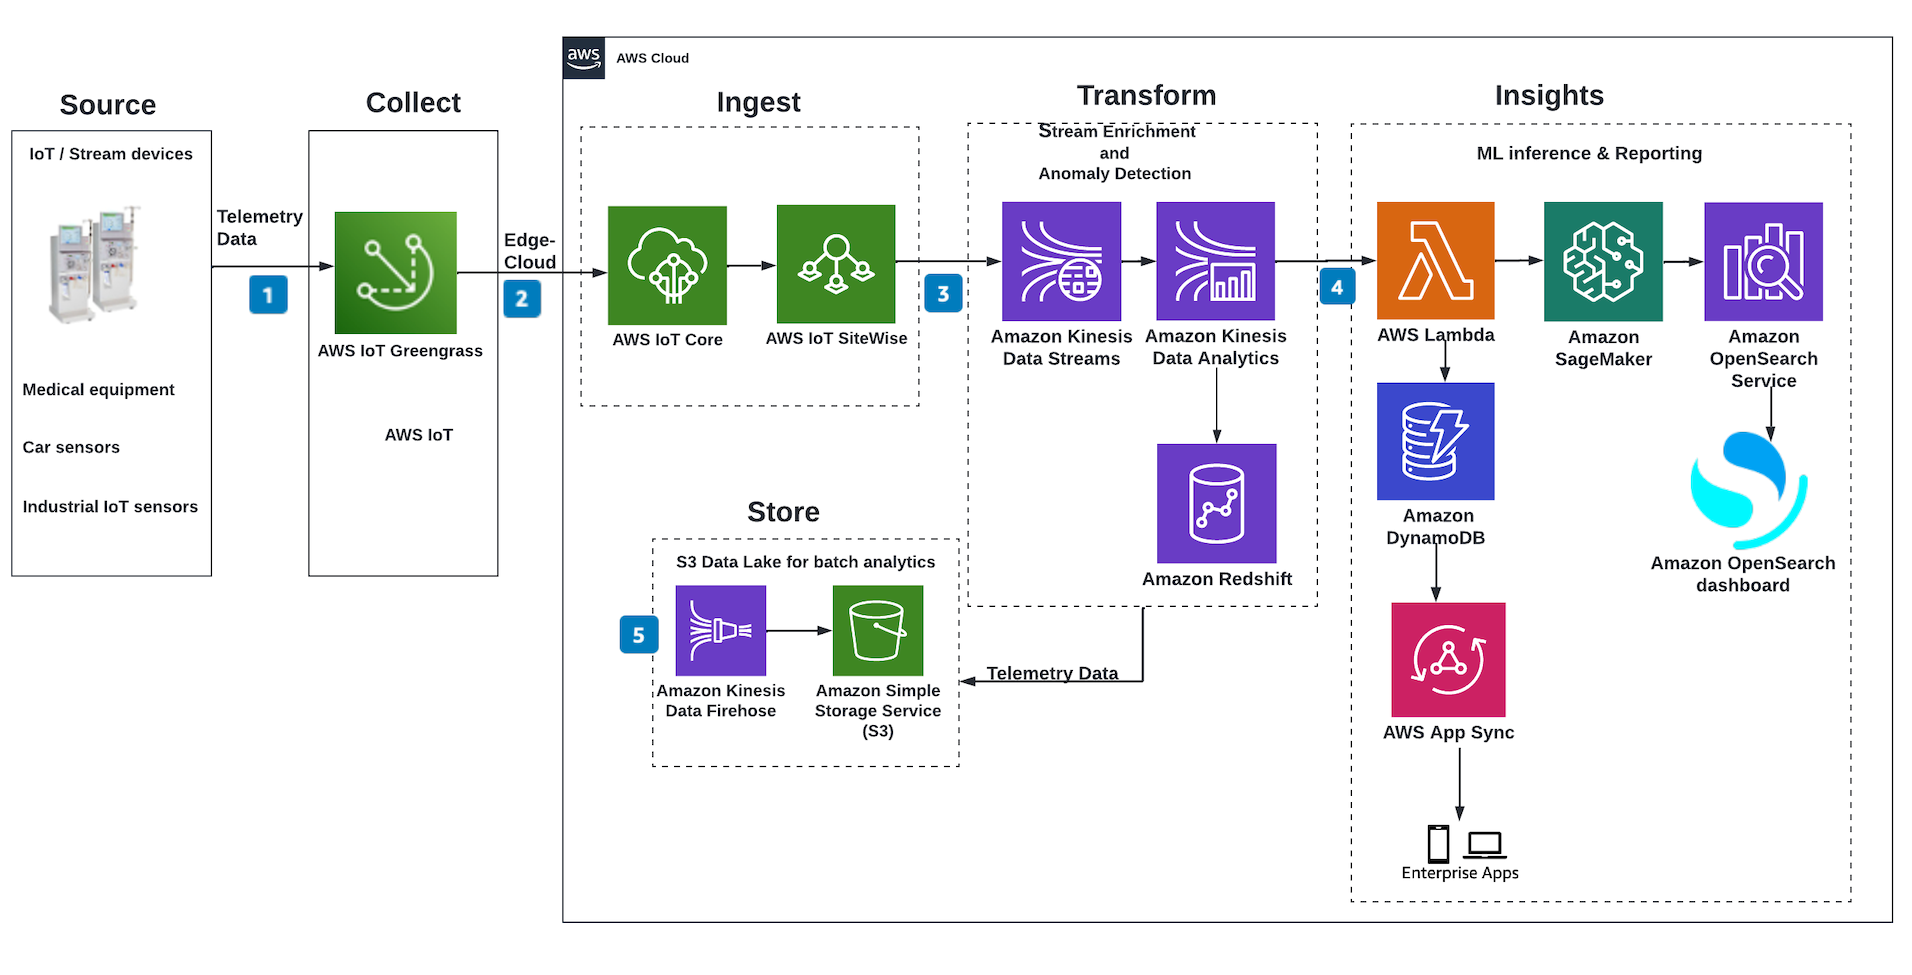 aws
AWS Cloud
Source
IoT / Stream devices
Medical equipment
Car sensors
Industrial IoT sensors
Telemetry
Data
1
Collect
AWS IoT Greengrass
AWS IoT
Edge-
Cloud
2
Ingest
AWS IoT Core
AWS IoT SiteWise
3
Transform
Stream Enrichment
and
Anomaly Detection
Amazon Kinesis
Data Streams
Amazon Kinesis
Data Analytics
Amazon Redshift
4
Insights
ML inference & Reporting
AWS Lambda
Amazon
SageMaker
Amazon
OpenSearch
Service
Amazon
DynamoDB
Amazon OpenSearch
dashboard
AWS App Sync
Enterprise Apps
Telemetry Data
Store
S3 Data Lake for batch analytics
5
Amazon Kinesis
Data Firehose
Amazon Simple
Storage Service
(S3)